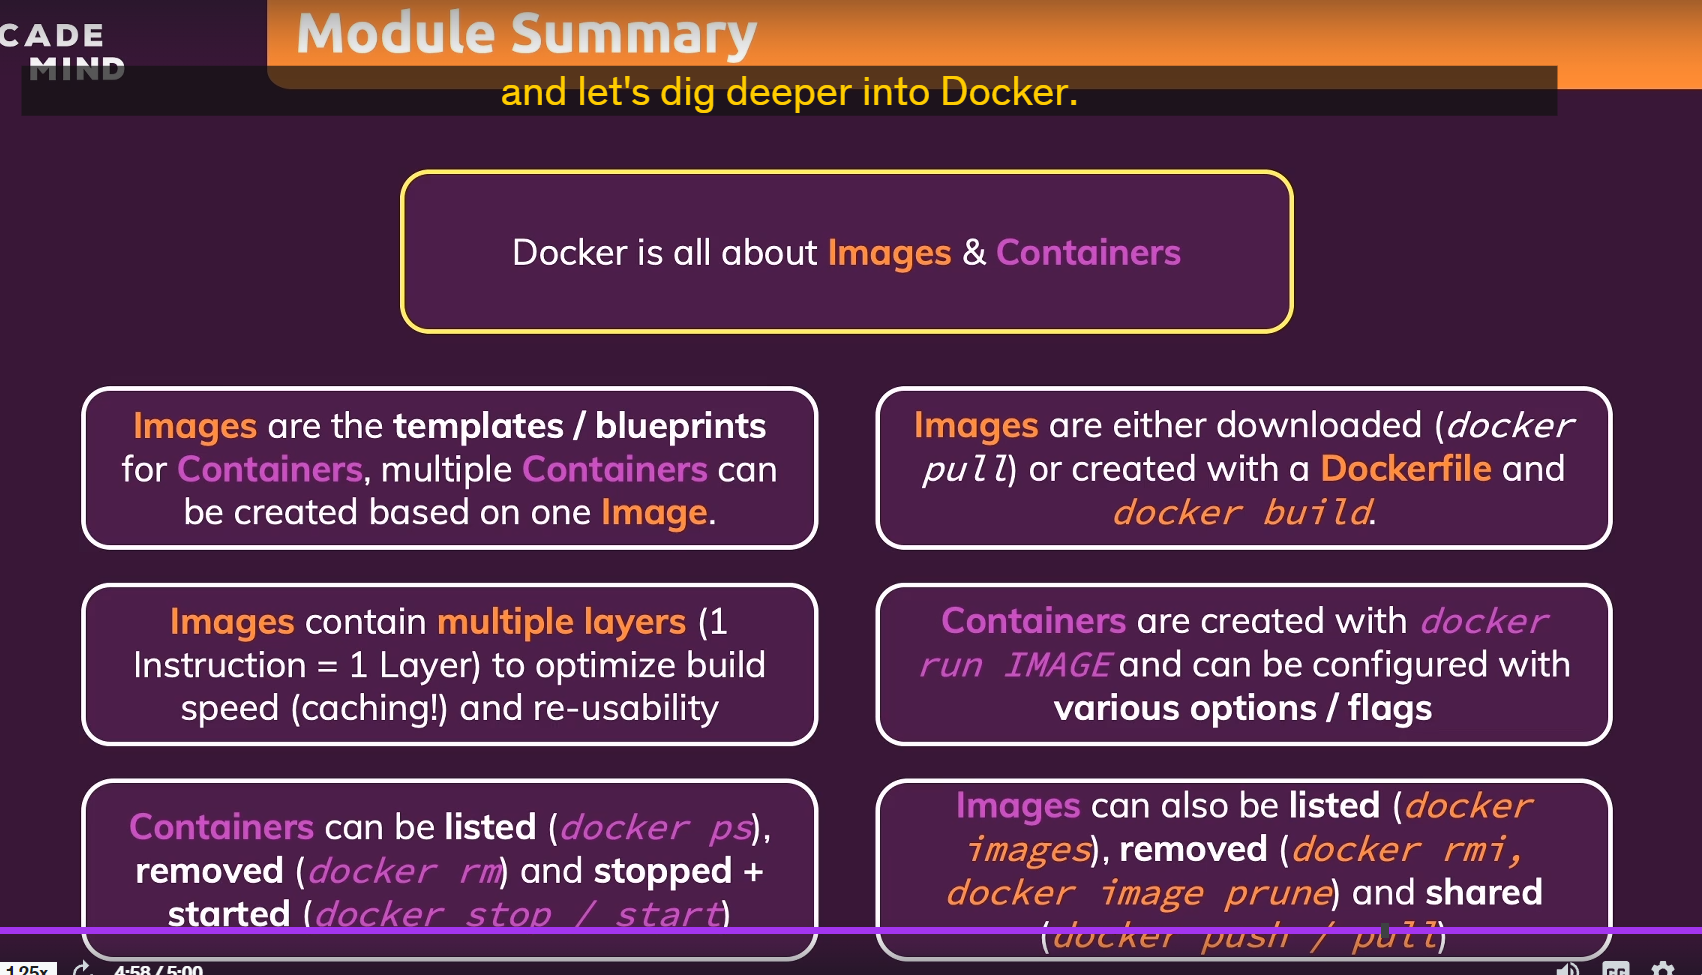 CADE
MIND
Module Summary
and let's dig deeper into Docker.
Docker is all about Images & Containers
Images are the templates / blueprints
for Containers, multiple Containers can
be created based on one Image.
Images are either downloaded (docker
pull) or created with a Dockerfile and
docker build.
Images contain multiple layers (1
Instruction = 1 Layer) to optimize build
speed (caching!) and re-usability
Containers are created with docker
run IMAGE and can be configured with
various options / flags
Containers can be listed (docker ps),
removed (docker rm) and stopped +
started (docker stop / start)
Images can also be listed (docker
images), removed (docker rmi,
docker image prune) and shared
(docker push / pull)
1.25x
4:58 / 5:00
CC